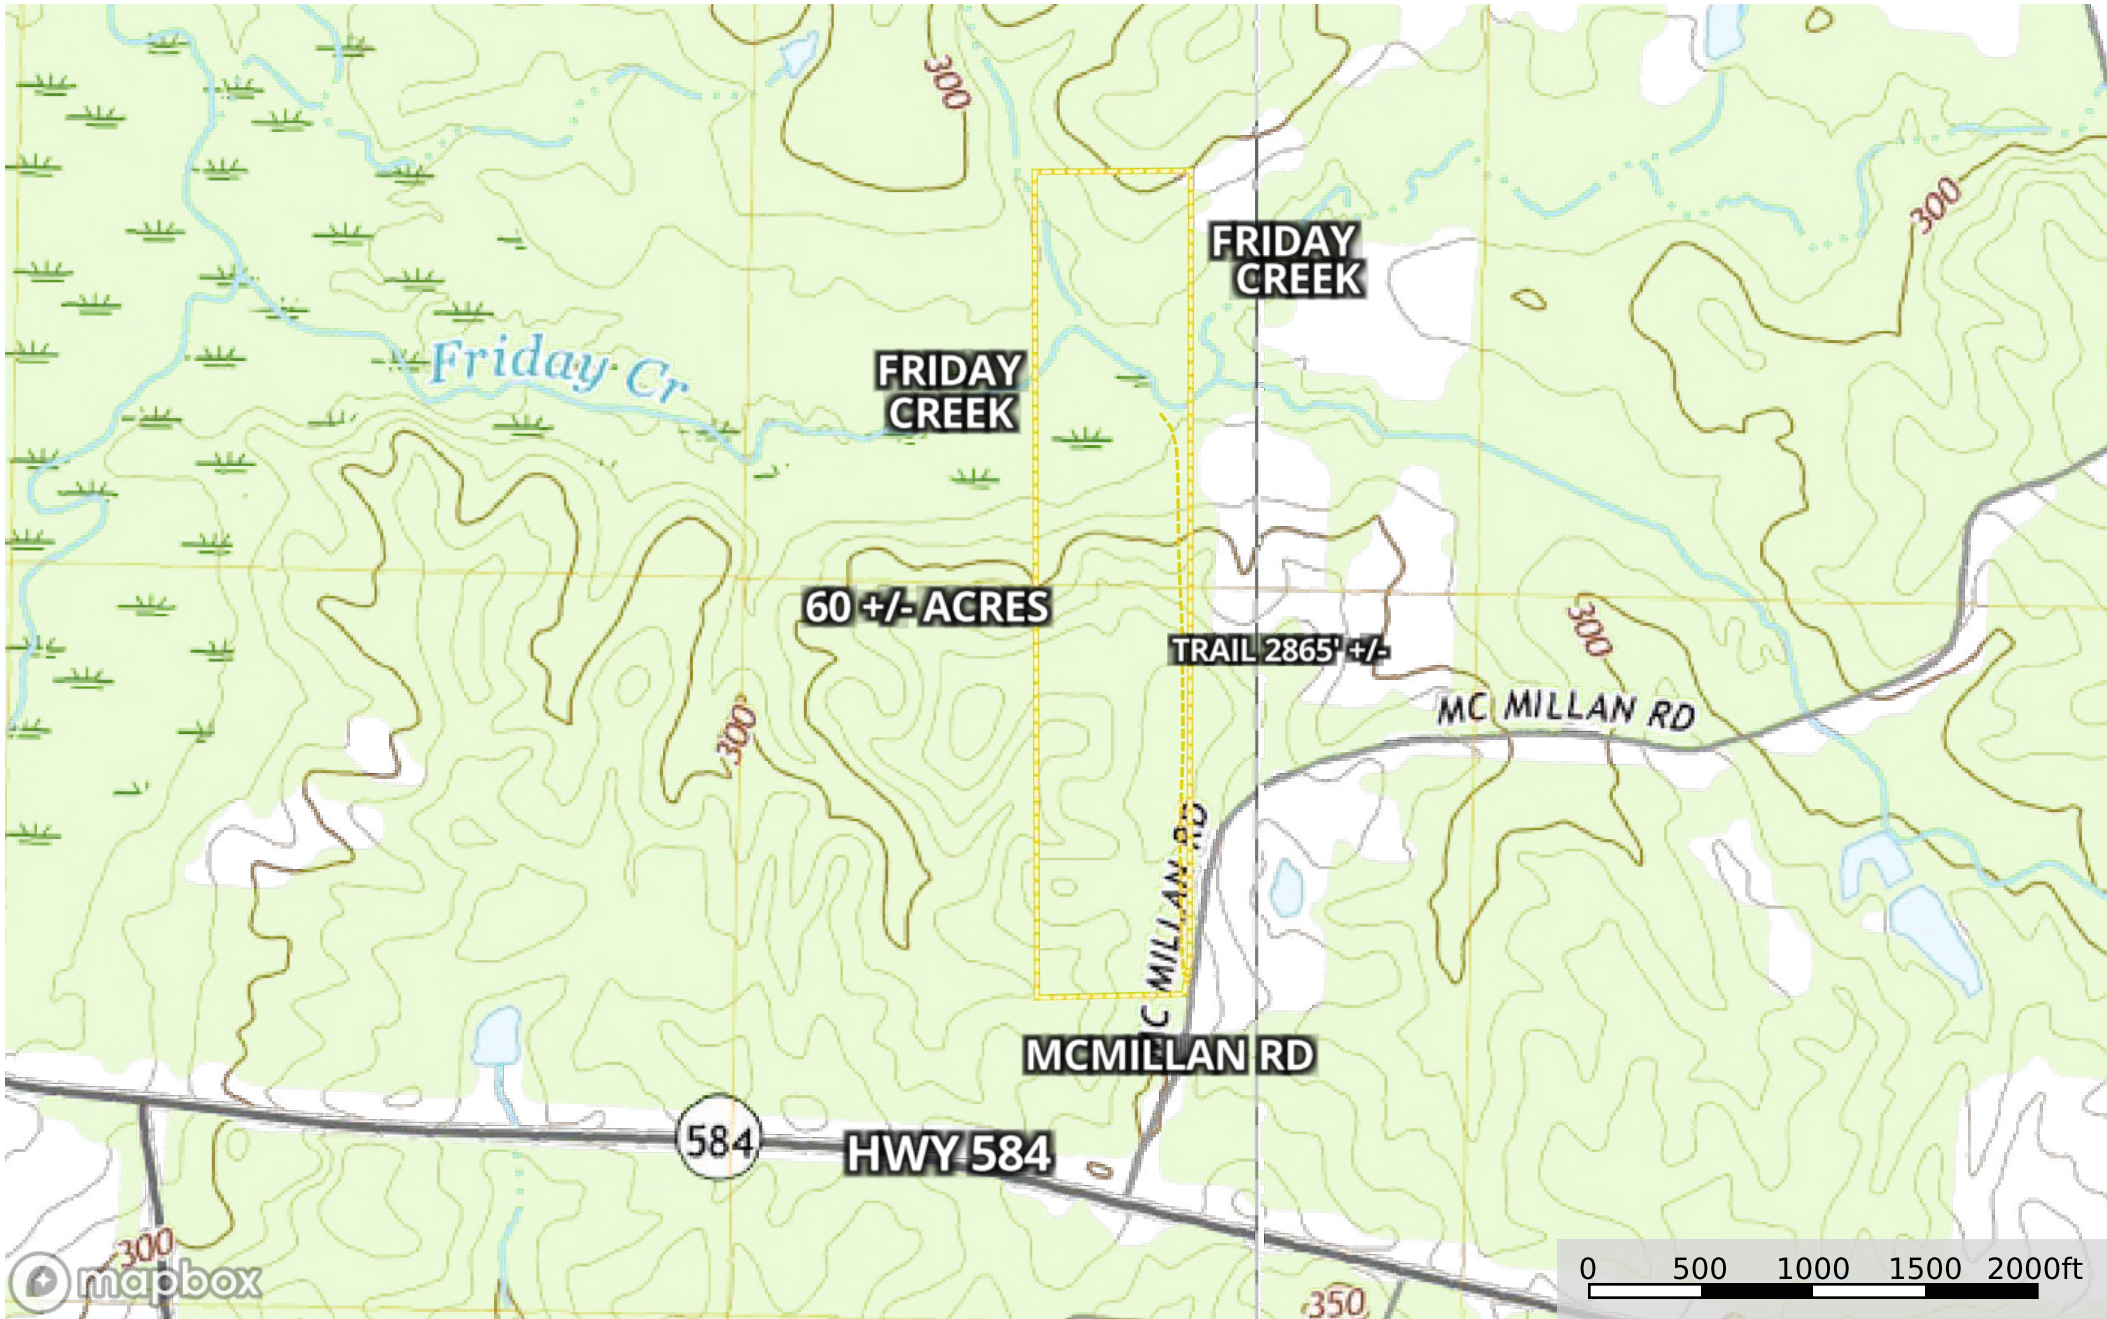 300
300
FRIDAY
CREEK
Friday Cr
FRIDAY
CREEK
60 +/- ACRES
300
TRAIL 2865' +/-
MC MILLAN RD
300
MC MILLAN RD
MCMILLAN RD
584
HWY 584
300
mapbox
350
0 500 1000 1500 2000ft